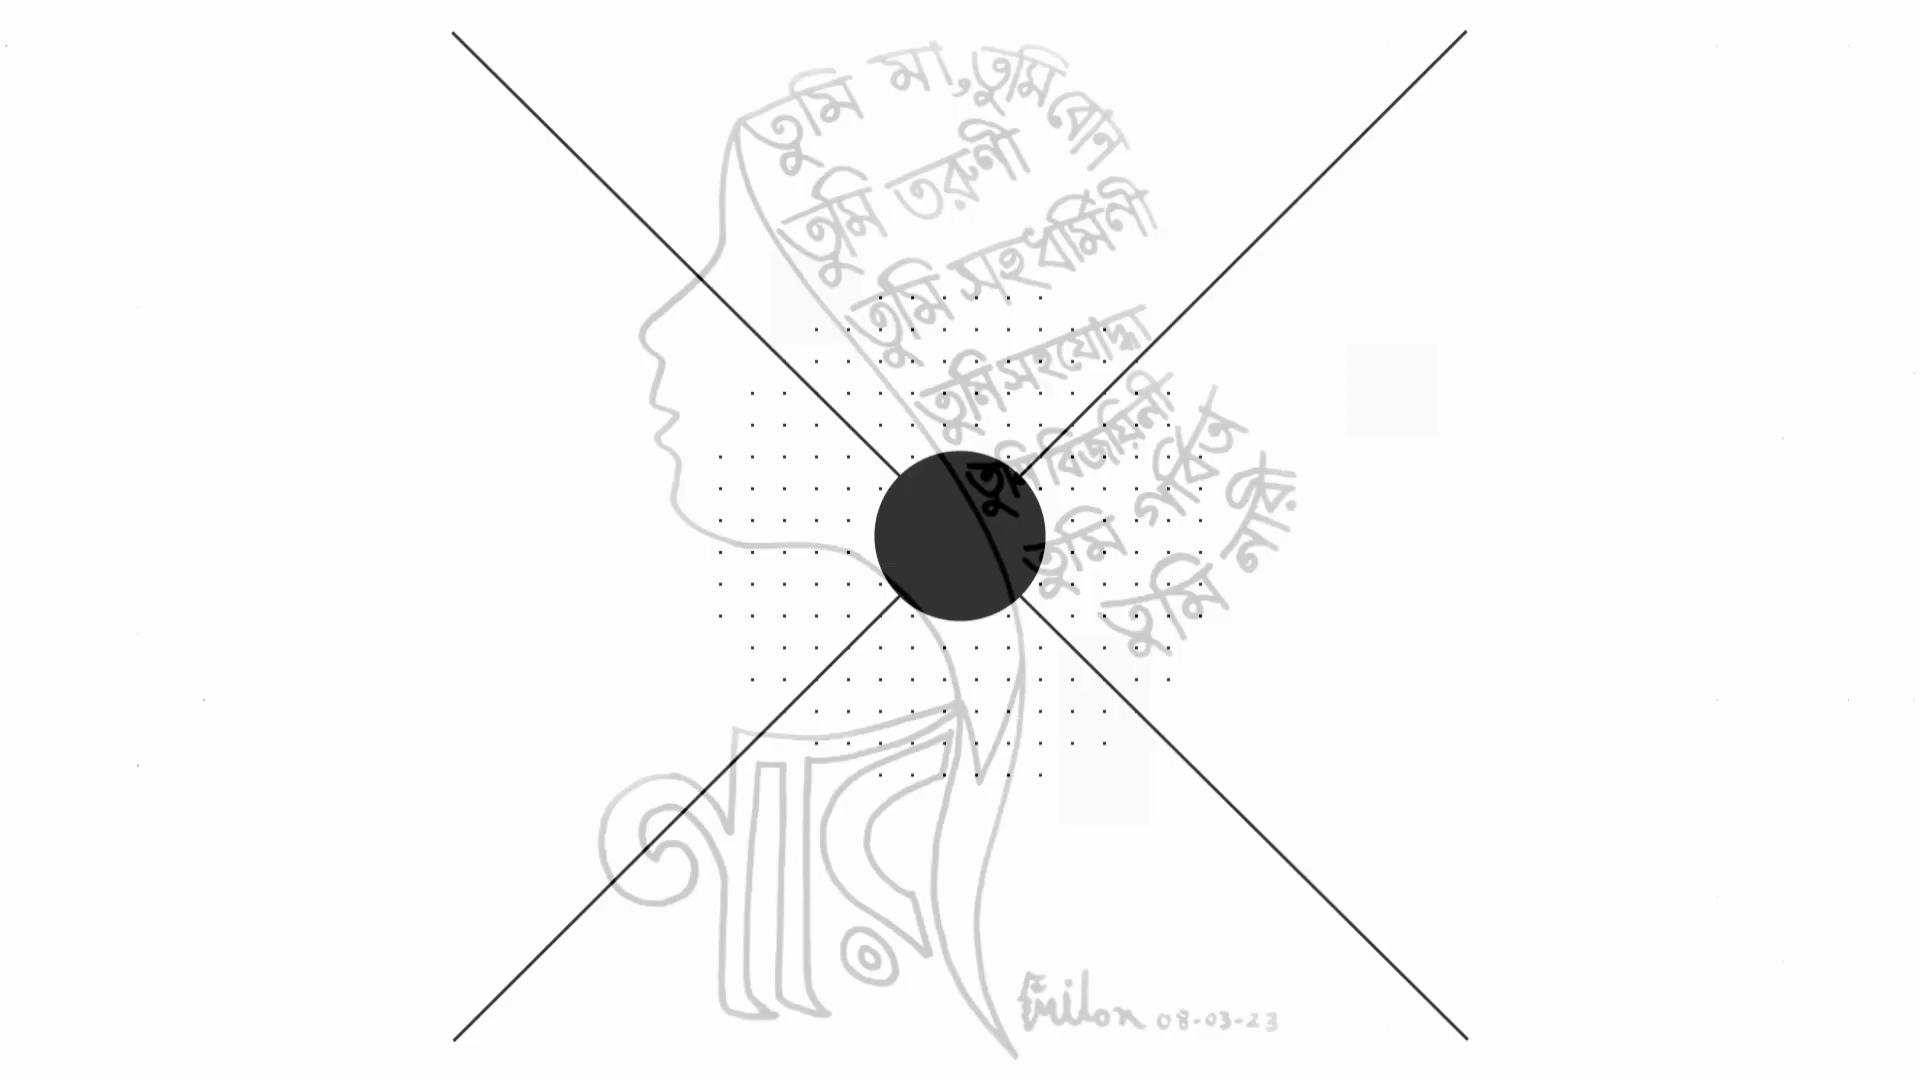 তুমি মা, তুমি বোন
তুমি তরুণী
তুমি সহধর্মিণী
তুমি সহযোদ্ধা
তুমি বিজয়িনী
তুমি গর্বিত
তুমি
নারী
milon 08-03-23